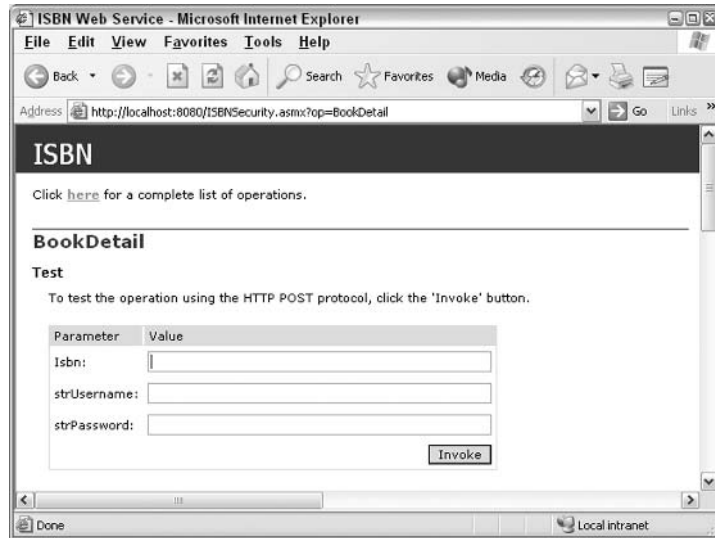 ISBN Web Service - Microsoft Internet Explorer
File Edit View Favorites Tools Help
Back Search Favorites Media
Address http://localhost:8080/ISBNSecurity.asmx?op=BookDetail Go Links »
ISBN
Click here for a complete list of operations.
BookDetail
Test
To test the operation using the HTTP POST protocol, click the 'Invoke' button.
Parameter Value
Isbn:
strUsername:
strPassword:
Invoke
Done Local intranet